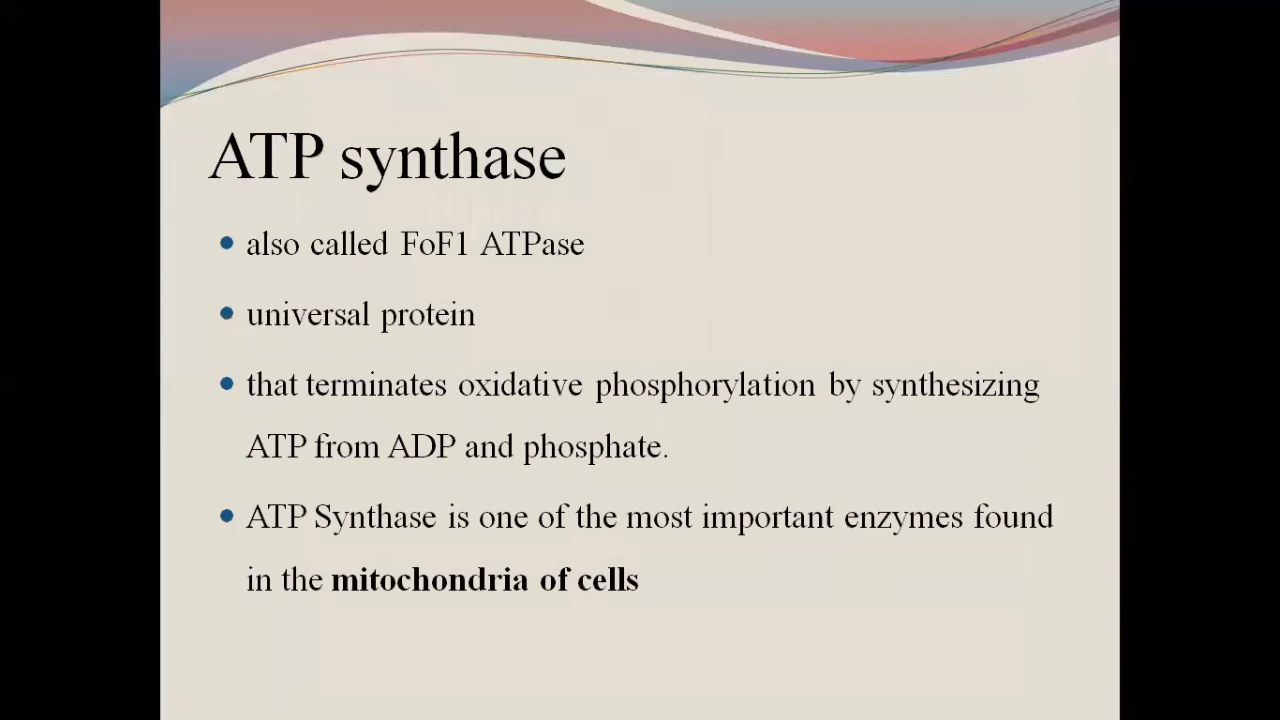 ATP synthase
also called FoF1 ATPase
universal protein
that terminates oxidative phosphorylation by synthesizing
ATP from ADP and phosphate.
ATP Synthase is one of the most important enzymes found
in the mitochondria of cells